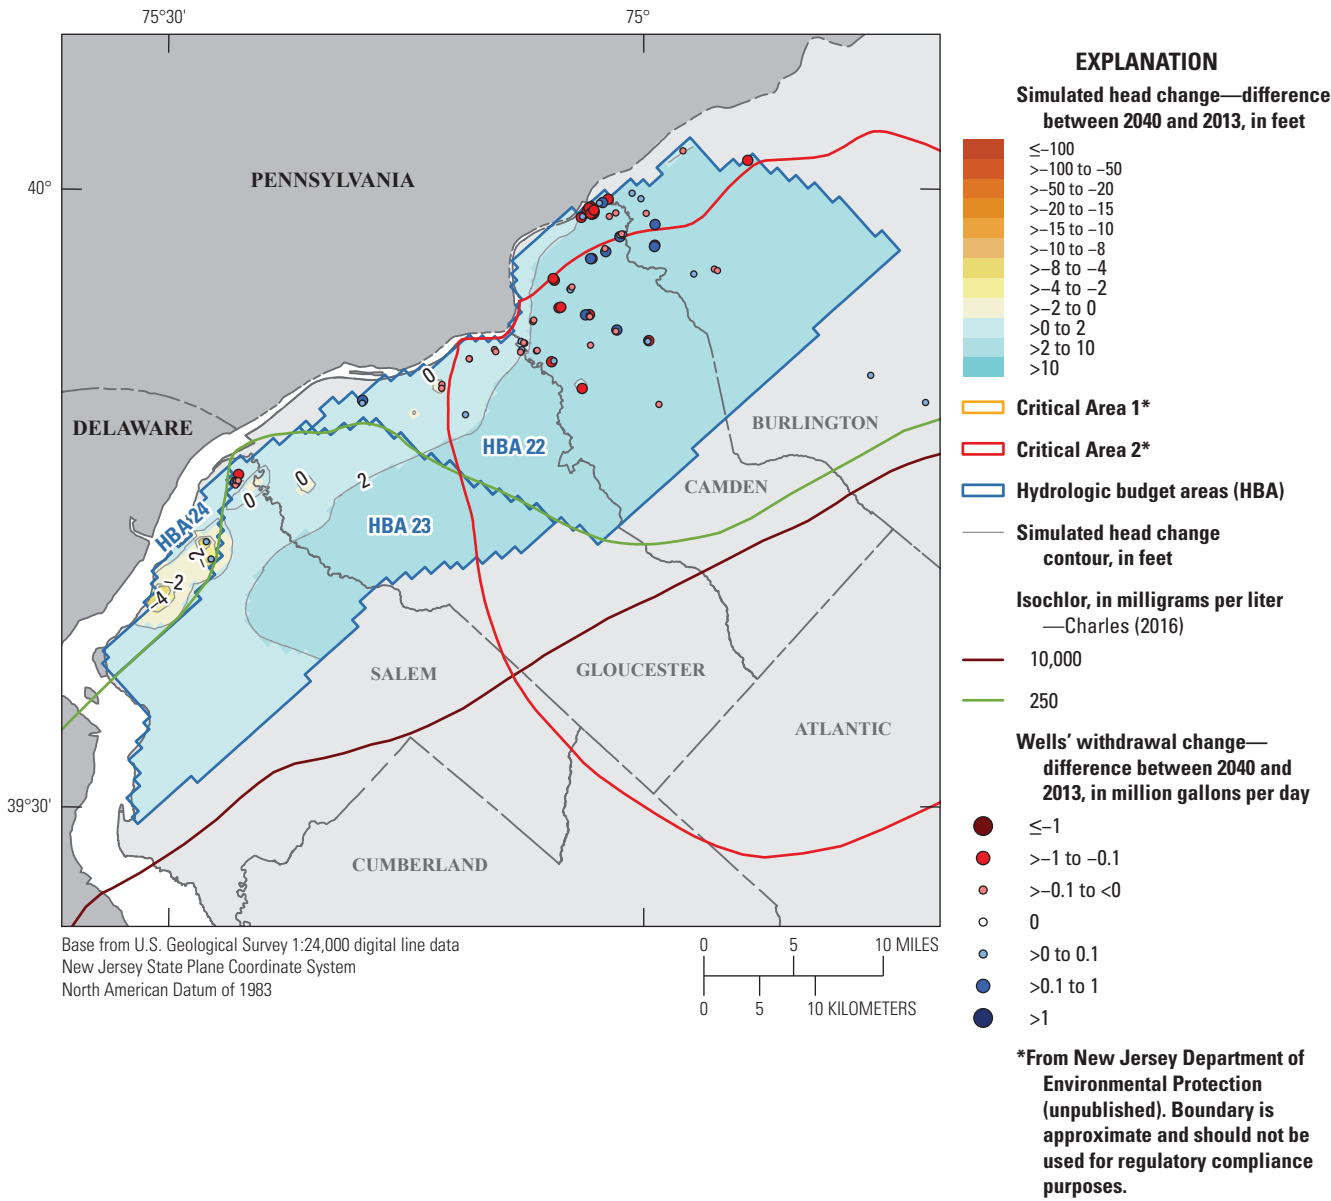 75°30'
75°
40°
39°30'
PENNSYLVANIA
DELAWARE
BURLINGTON
CAMDEN
GLOUCESTER
SALEM
ATLANTIC
CUMBERLAND
HBA 22
HBA 23
HBA 24
0
0
0
2
−2
−2
−4
Base from U.S. Geological Survey 1:24,000 digital line data
New Jersey State Plane Coordinate System
North American Datum of 1983
0 5 10 MILES
0 5 10 KILOMETERS
EXPLANATION
Simulated head change—difference
between 2040 and 2013, in feet
≤−100
>−100 to −50
>−50 to −20
>−20 to −15
>−15 to −10
>−10 to −8
>−8 to −4
>−4 to −2
>−2 to 0
>0 to 2
>2 to 10
>10
Critical Area 1*
Critical Area 2*
Hydrologic budget areas (HBA)
Simulated head change
contour, in feet
Isochlor, in milligrams per liter
—Charles (2016)
10,000
250
Wells' withdrawal change—
difference between 2040 and
2013, in million gallons per day
≤−1
>−1 to −0.1
>−0.1 to <0
0
>0 to 0.1
>0.1 to 1
>1
*From New Jersey Department of
Environmental Protection
(unpublished). Boundary is
approximate and should not be
used for regulatory compliance
purposes.